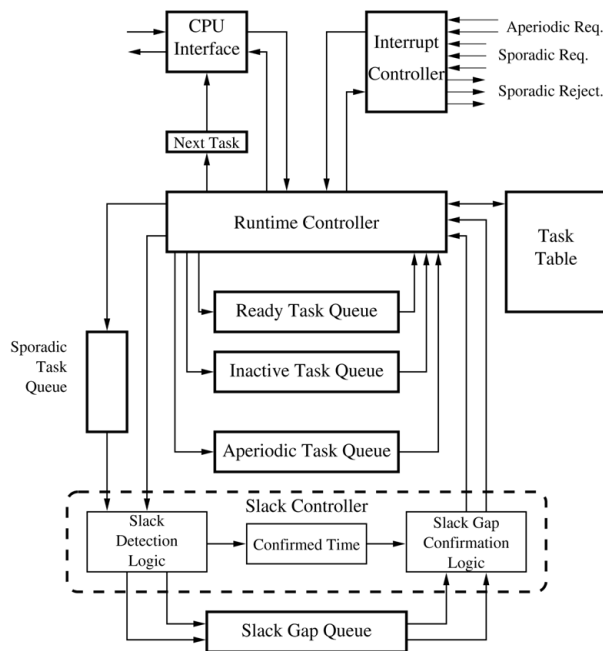 CPU
Interface
Interrupt
Controller
Aperiodic Req.
Sporadic Req.
Sporadic Reject.
Next Task
Runtime Controller
Task
Table
Ready Task Queue
Sporadic
Task
Queue
Inactive Task Queue
Aperiodic Task Queue
Slack Controller
Slack
Detection
Logic
Confirmed Time
Slack Gap
Confirmation
Logic
Slack Gap Queue